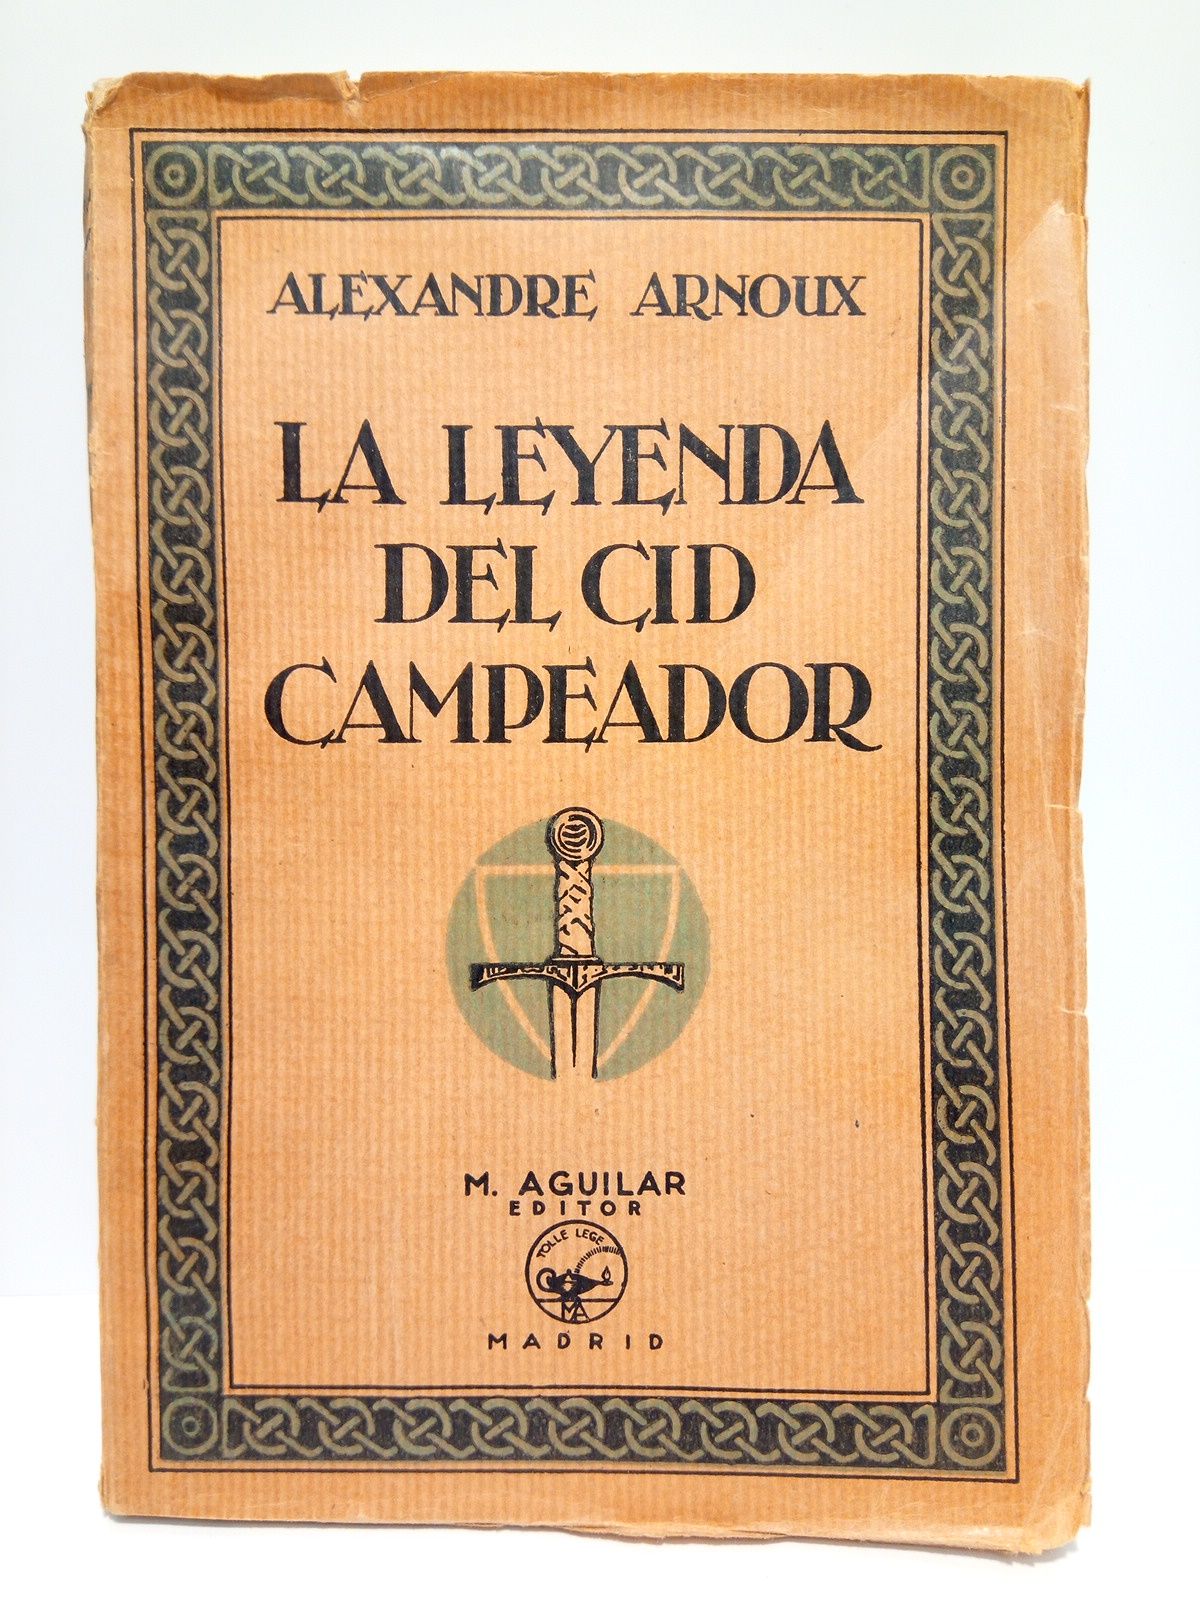 ALEXANDRE ARNOUX
LA LEYENDA
DEL CID
CAMPEADOR
M. AGUILAR
EDITOR
TOLLE LEGE
MA
MADRID